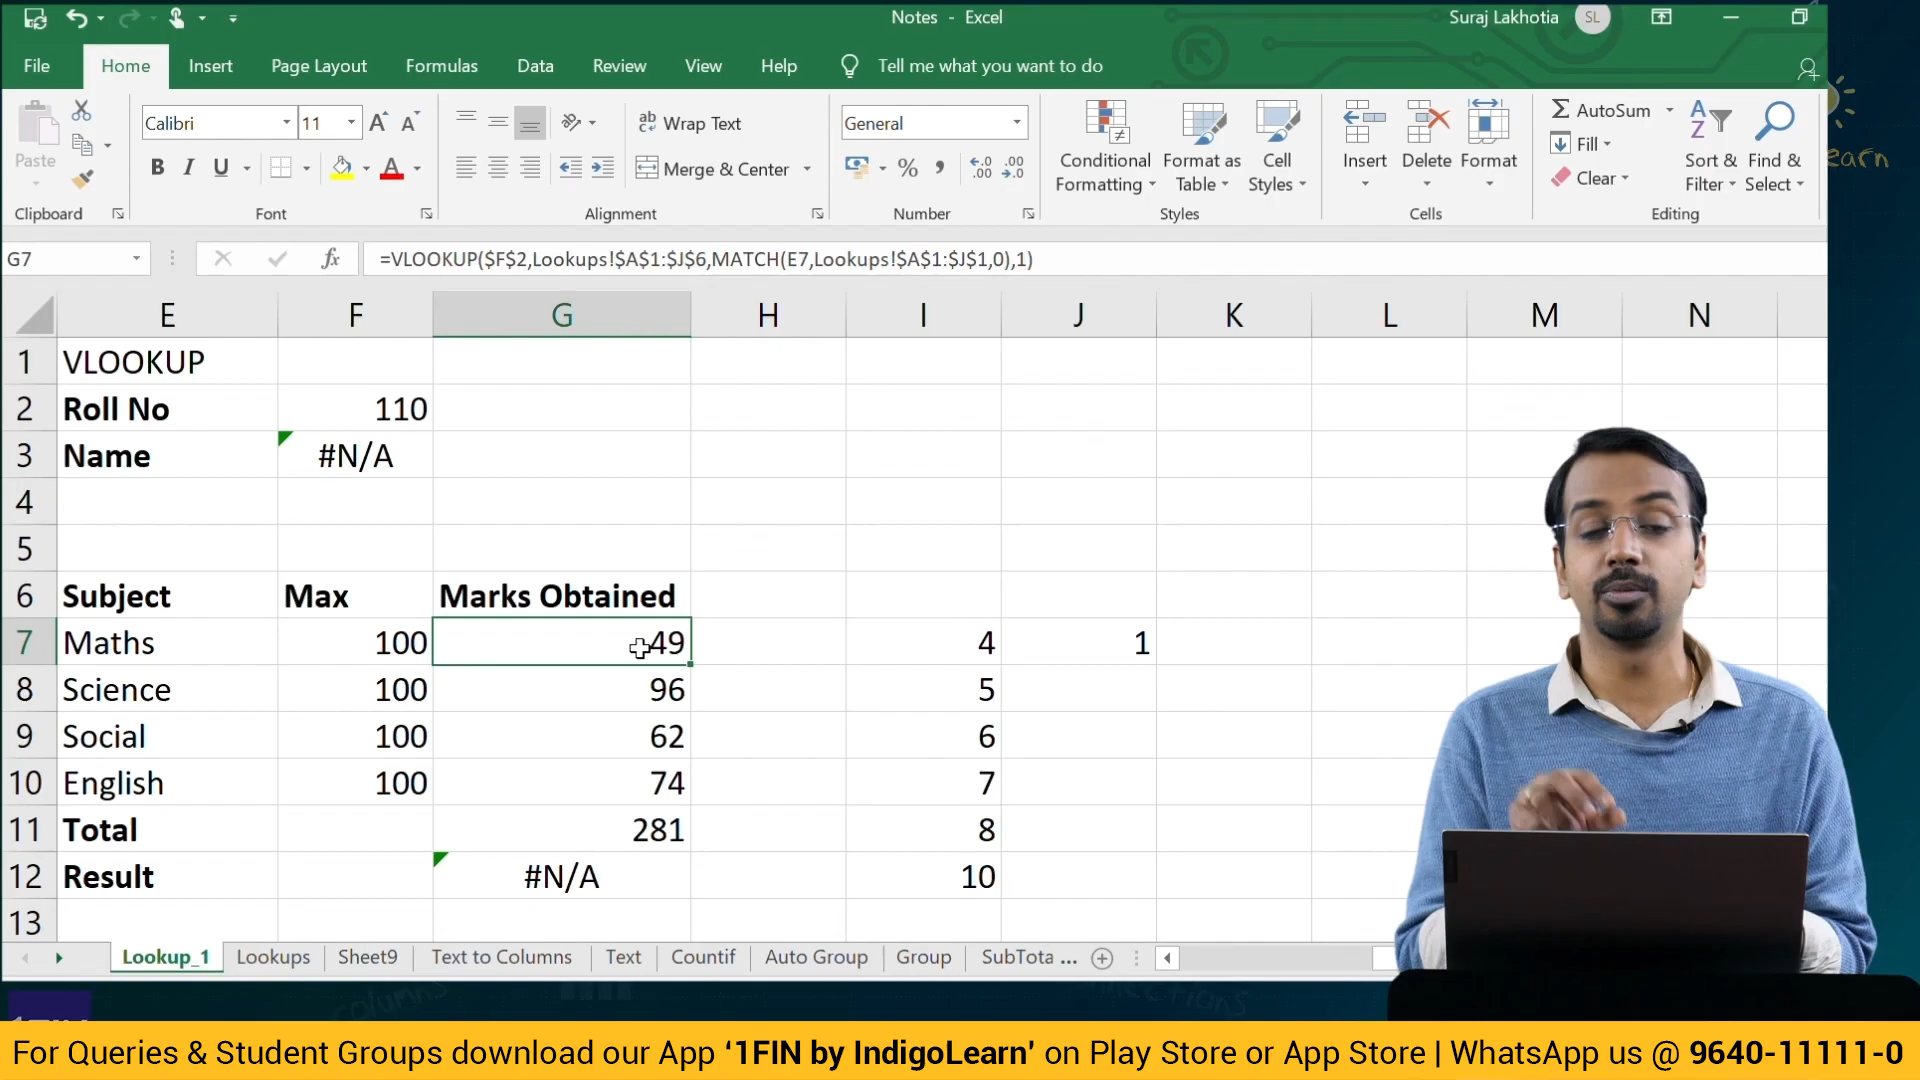 Notes - Excel
Suraj Lakhotia SL
File Home Insert Page Layout Formulas Data Review View Help Tell me what you want to do
Paste
Clipboard
Calibri 11
B I U
Font
Wrap Text
Merge & Center
Alignment
General
Number
Conditional Formatting
Format as Table
Cell Styles
Styles
Insert
Delete
Format
Cells
AutoSum
Fill
Clear
Sort & Filter
Find & Select
Editing
earn
G7 fx =VLOOKUP($F$2,Lookups!$A$1:$J$6,MATCH(E7,Lookups!$A$1:$J$1,0),1)
E F G H I J K L M N
1 VLOOKUP
2 Roll No 110
3 Name #N/A
4
5
6 Subject Max Marks Obtained
7 Maths 100 49 4 1
8 Science 100 96 5
9 Social 100 62 6
10 English 100 74 7
11 Total 281 8
12 Result #N/A 10
13
Lookup_1 Lookups Sheet9 Text to Columns Text Countif Auto Group Group SubTota ...
For Queries & Student Groups download our App ‘1FIN by IndigoLearn' on Play Store or App Store | WhatsApp us @ 9640-11111-0